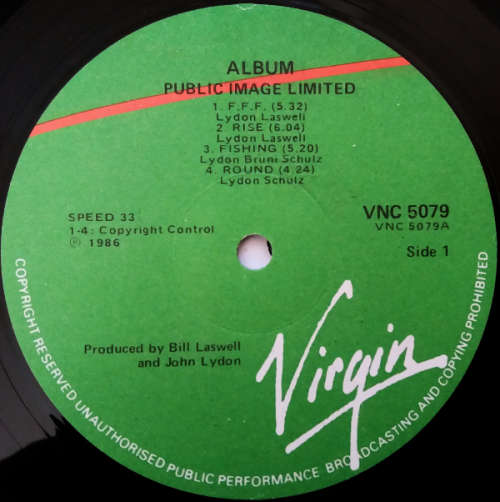 ALBUM
PUBLIC IMAGE LIMITED
1. F.F.F. (5.32)
Lydon Laswell
2. RISE (6.04)
Lydon Laswell
3. FISHING (5.20)
Lydon Bruni Schulz
4. ROUND (4.24)
Lydon Schulz
SPEED 33
1-4: Copyright Control
℗ 1986
VNC 5079
VNC 5079A
Side 1
Produced by Bill Laswell
and John Lydon
Virgin
COPYRIGHT RESERVED UNAUTHORISED PUBLIC PERFORMANCE BROADCASTING AND COPYING PROHIBITED